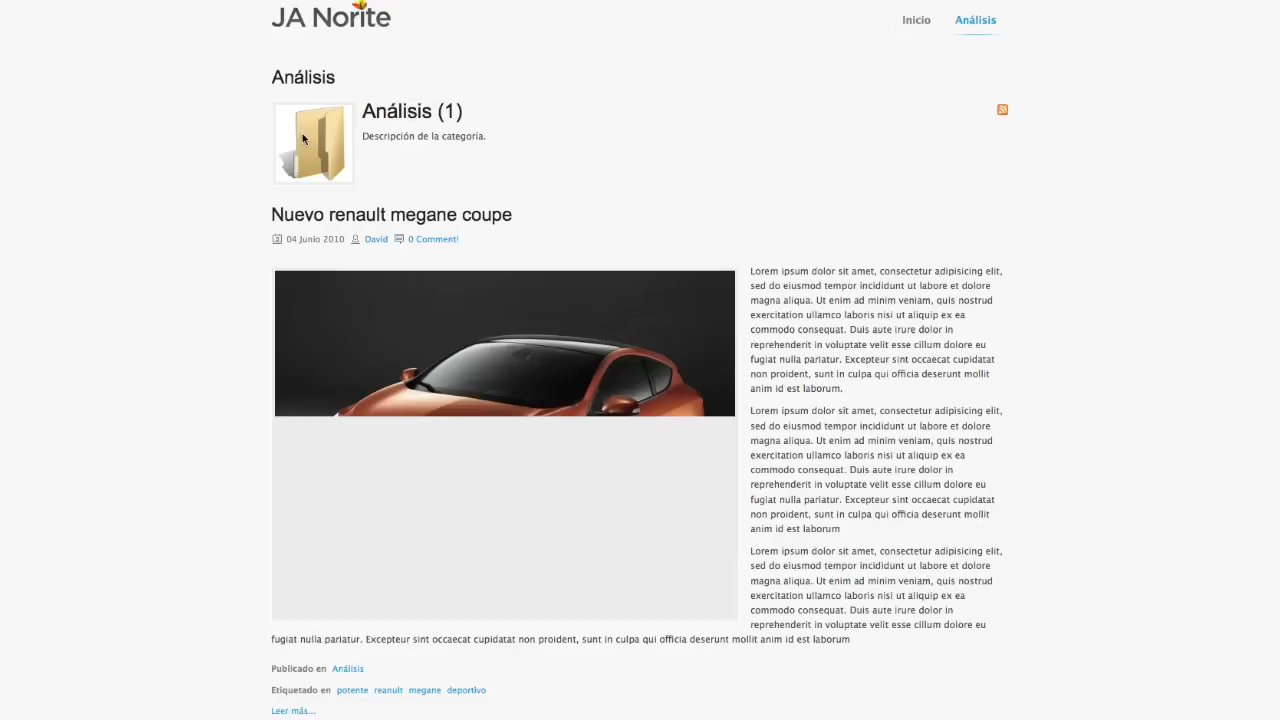 JA Norite
Inicio Análisis
Análisis
Análisis (1)
Descripción de la categoría.
Nuevo renault megane coupe
04 Junio 2010 David 0 Comment!
Lorem ipsum dolor sit amet, consectetur adipisicing elit,
sed do eiusmod tempor incididunt ut labore et dolore
magna aliqua. Ut enim ad minim veniam, quis nostrud
exercitation ullamco laboris nisi ut aliquip ex ea
commodo consequat. Duis aute irure dolor in
reprehenderit in voluptate velit esse cillum dolore eu
fugiat nulla pariatur. Excepteur sint occaecat cupidatat
non proident, sunt in culpa qui officia deserunt mollit
anim id est laborum.
Lorem ipsum dolor sit amet, consectetur adipisicing elit,
sed do eiusmod tempor incididunt ut labore et dolore
magna aliqua. Ut enim ad minim veniam, quis nostrud
exercitation ullamco laboris nisi ut aliquip ex ea
commodo consequat. Duis aute irure dolor in
reprehenderit in voluptate velit esse cillum dolore eu
fugiat nulla pariatur. Excepteur sint occaecat cupidatat
non proident, sunt in culpa qui officia deserunt mollit
anim id est laborum
Lorem ipsum dolor sit amet, consectetur adipisicing elit,
sed do eiusmod tempor incididunt ut labore et dolore
magna aliqua. Ut enim ad minim veniam, quis nostrud
exercitation ullamco laboris nisi ut aliquip ex ea
commodo consequat. Duis aute irure dolor in
reprehenderit in voluptate velit esse cillum dolore eu
fugiat nulla pariatur. Excepteur sint occaecat cupidatat non proident, sunt in culpa qui officia deserunt mollit anim id est laborum
Publicado en Análisis
Etiquetado en potente reanult megane deportivo
Leer más...